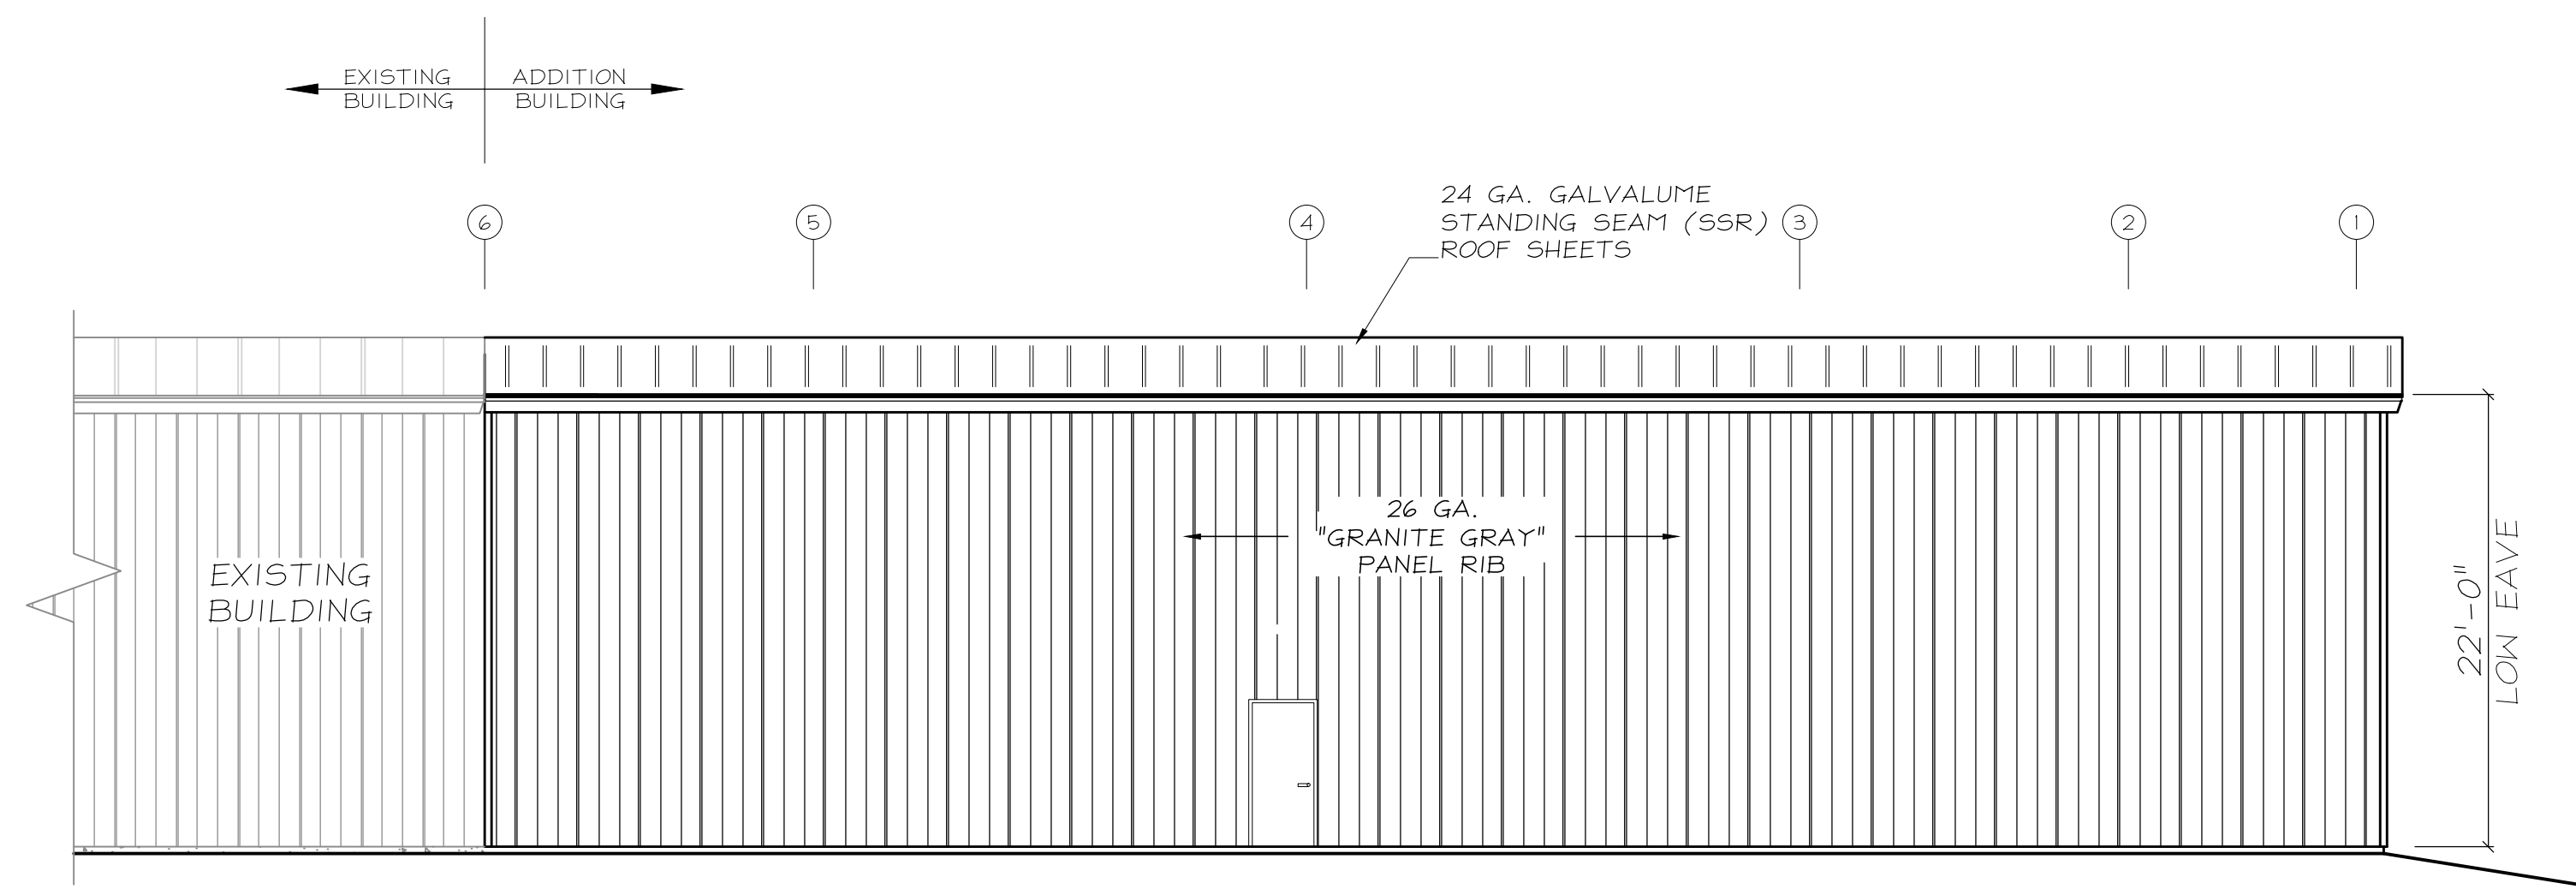 EXISTING
BUILDING
ADDITION
BUILDING
24 GA. GALVALUME
STANDING SEAM (SSR)
ROOF SHEETS
6
5
4
3
2
1
26 GA.
"GRANITE GRAY"
PANEL RIB
EXISTING
BUILDING
22'-0"
LOW EAVE